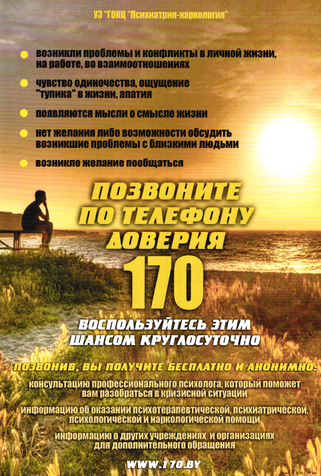 УЗ "ГОКЦ "Психиатрия-наркология"
возникли проблемы и конфликты в личной жизни,
на работе, во взаимоотношениях
чувство одиночества, ощущение
"тупика" в жизни, апатия
появляются мысли о смысле жизни
нет желания либо возможности обсудить
возникшие проблемы с близкими людьми
возникло желание пообщаться
ПОЗВОНИТЕ
ПО ТЕЛЕФОНУ
ДОВЕРИЯ
170
ВОСПОЛЬЗУЙТЕСЬ ЭТИМ
ШАНСОМ КРУГЛОСУТОЧНО
ПОЗВОНИВ, ВЫ ПОЛУЧИТЕ БЕСПЛАТНО И АНОНИМНО:
консультацию профессионального психолога, который поможет
вам разобраться в кризисной ситуации
информацию об оказании психотерапевтической, психиатрической,
психологической и наркологической помощи
информацию о других учреждениях и организациях
для дополнительного обращения
WWW.170.BY